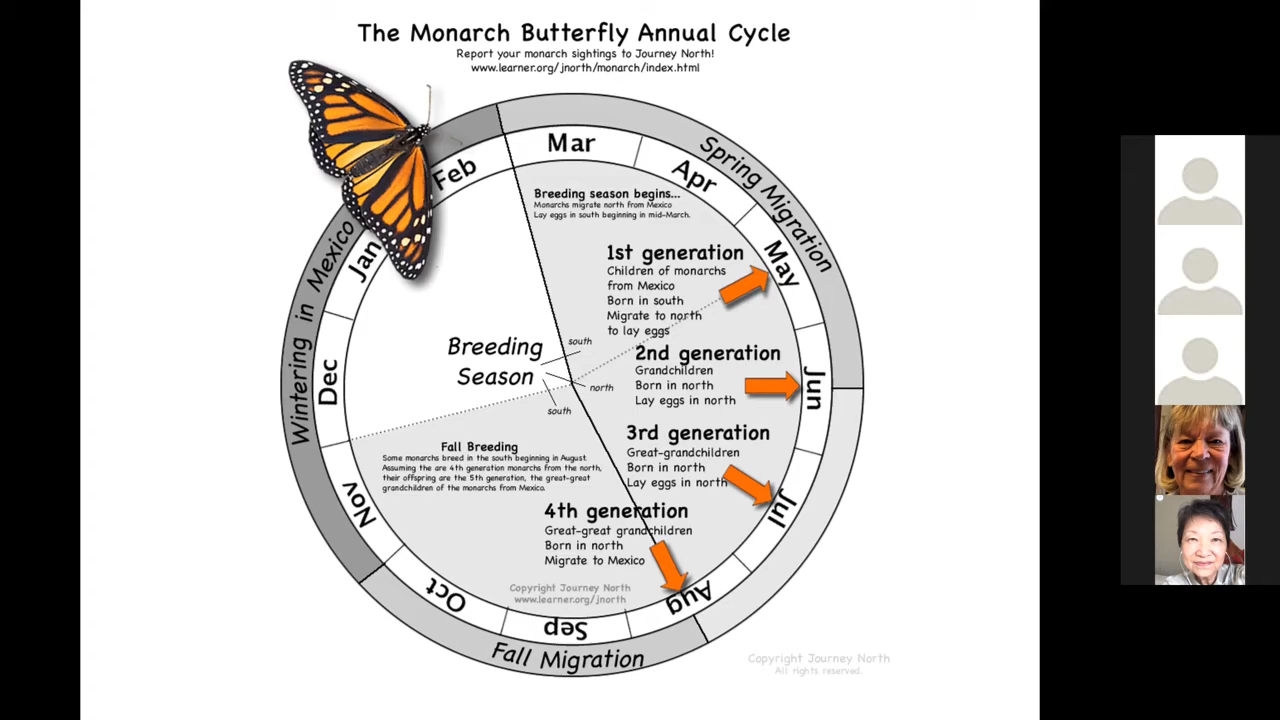 The Monarch Butterfly Annual Cycle
Report your monarch sightings to Journey North!
www.learner.org/jnorth/monarch/index.html
Mar
Apr
May
Jun
Jul
Aug
Sep
Oct
Nov
Dec
Jan
Feb
Spring Migration
Fall Migration
Wintering in Mexico
Breeding season begins...
Monarchs migrate north from Mexico
Lay eggs in south beginning in mid-March.
1st generation
Children of monarchs
from Mexico
Born in south
Migrate to north
to lay eggs
2nd generation
Grandchildren
Born in north
Lay eggs in north
3rd generation
Great-grandchildren
Born in north
Lay eggs in north
4th generation
Great-great grandchildren
Born in north
Migrate to Mexico
Breeding
Season
south
north
south
Fall Breeding
Some monarchs breed in the south beginning in August.
Assuming the are 4th generation monarchs from the north,
their offspring are the 5th generation, the great-great
grandchildren of the monarchs from Mexico.
Copyright Journey North
www.learner.org/jnorth
Copyright Journey North
All rights reserved.